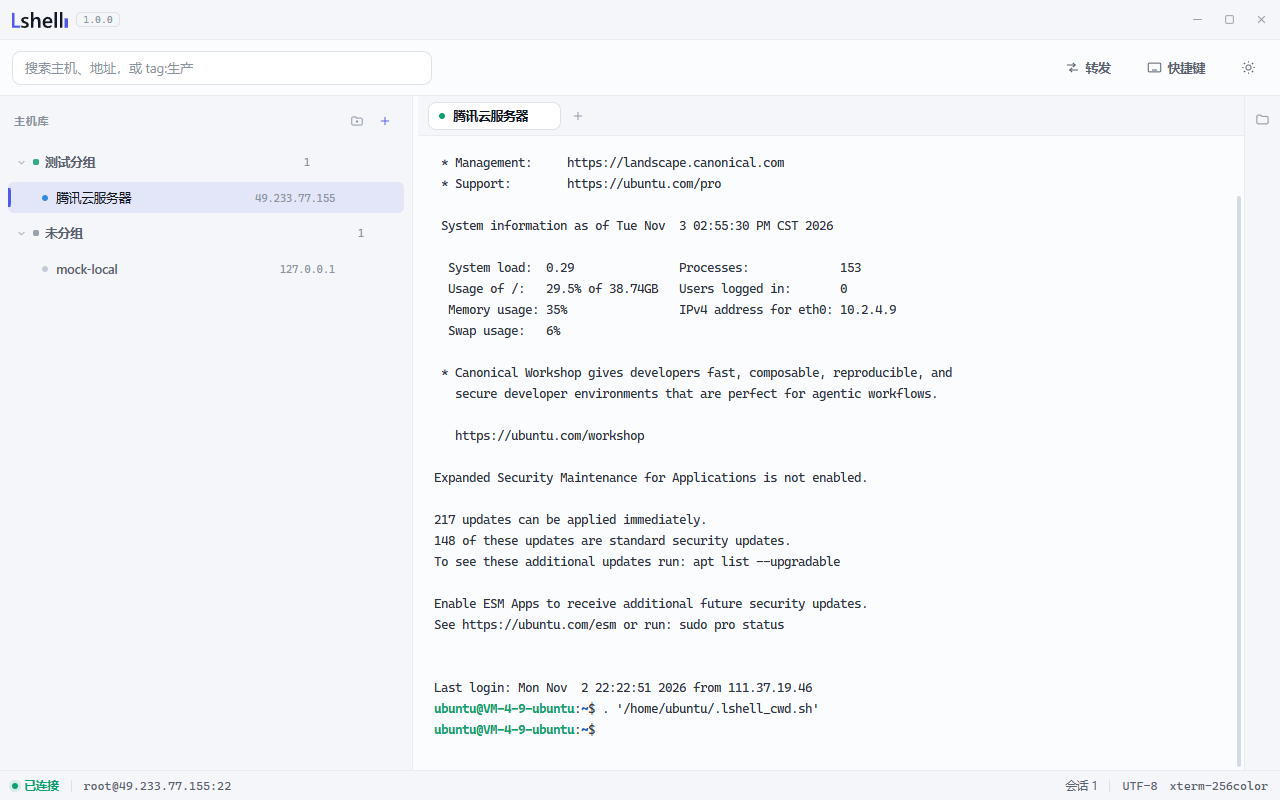 Lshell 1.0.0
搜索主机、地址，或 tag:生产
转发 快捷键
主机库
测试分组 1
腾讯云服务器 49.233.77.155
未分组 1
mock-local 127.0.0.1
腾讯云服务器
* Management:     https://landscape.canonical.com
* Support:        https://ubuntu.com/pro
System information as of Tue Nov  3 02:55:30 PM CST 2026
System load:  0.29               Processes:             153
Usage of /:   29.5% of 38.74GB   Users logged in:       0
Memory usage: 35%                IPv4 address for eth0: 10.2.4.9
Swap usage:   6%
* Canonical Workshop gives developers fast, composable, reproducible, and
secure developer environments that are perfect for agentic workflows.
https://ubuntu.com/workshop
Expanded Security Maintenance for Applications is not enabled.
217 updates can be applied immediately.
148 of these updates are standard security updates.
To see these additional updates run: apt list --upgradable
Enable ESM Apps to receive additional future security updates.
See https://ubuntu.com/esm or run: sudo pro status
Last login: Mon Nov  2 22:22:51 2026 from 111.37.19.46
ubuntu@VM-4-9-ubuntu:~$ . '/home/ubuntu/.lshell_cwd.sh'
ubuntu@VM-4-9-ubuntu:~$
已连接 root@49.233.77.155:22 会话 1 UTF-8 xterm-256color